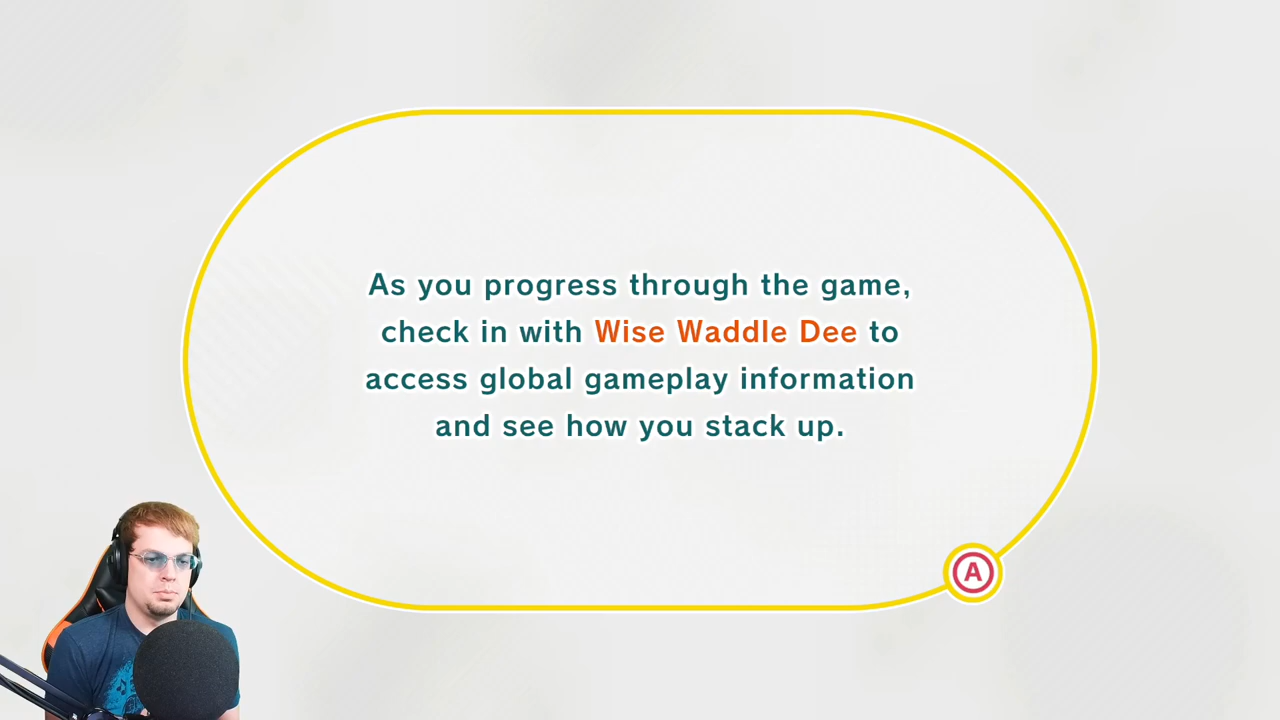 As you progress through the game,
check in with Wise Waddle Dee to
access global gameplay information
and see how you stack up.
A